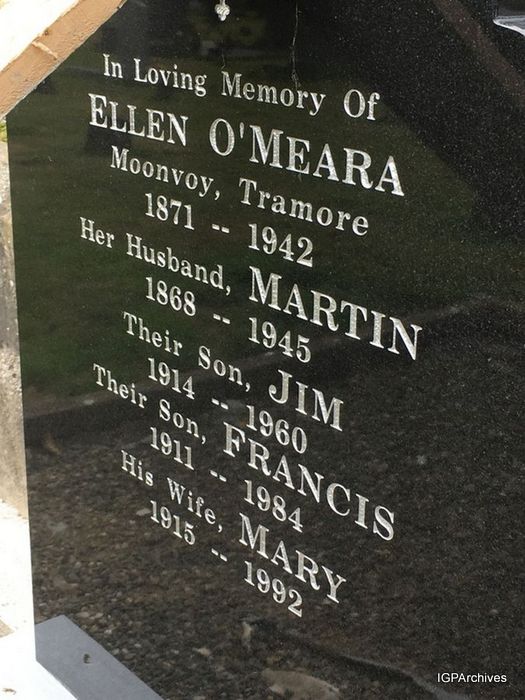 In Loving Memory Of
ELLEN O'MEARA
Moonvoy, Tramore
1871 -- 1942
Her Husband, MARTIN
1868 -- 1945
Their Son, JIM
1914 -- 1960
Their Son, FRANCIS
1911 -- 1984
His Wife, MARY
1915 -- 1992
IGPArchives